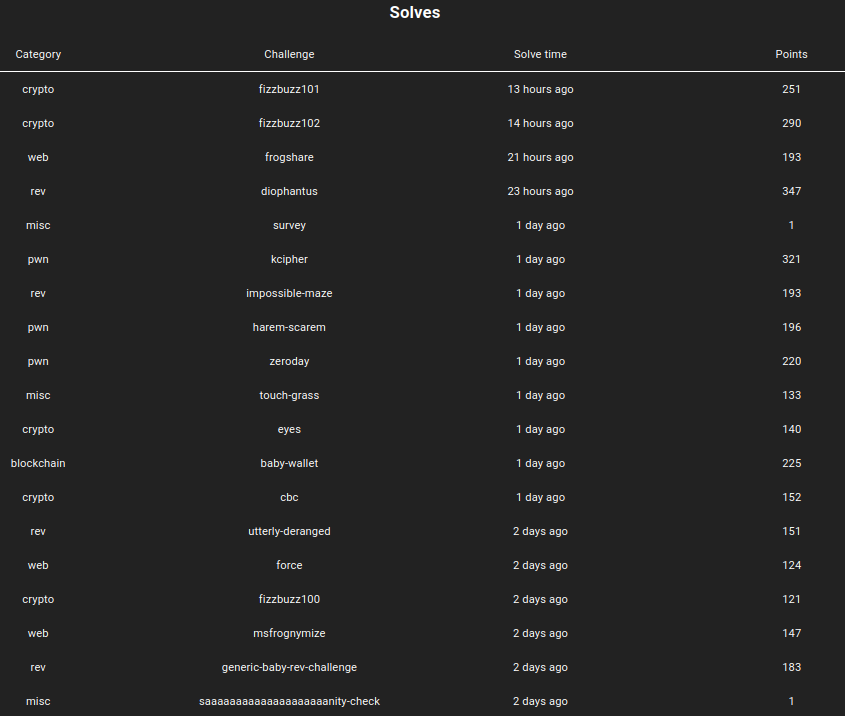 Solves
Category Challenge Solve time Points
crypto fizzbuzz101 13 hours ago 251
crypto fizzbuzz102 14 hours ago 290
web frogshare 21 hours ago 193
rev diophantus 23 hours ago 347
misc survey 1 day ago 1
pwn kcipher 1 day ago 321
rev impossible-maze 1 day ago 193
pwn harem-scarem 1 day ago 196
pwn zeroday 1 day ago 220
misc touch-grass 1 day ago 133
crypto eyes 1 day ago 140
blockchain baby-wallet 1 day ago 225
crypto cbc 1 day ago 152
rev utterly-deranged 2 days ago 151
web force 2 days ago 124
crypto fizzbuzz100 2 days ago 121
web msfrognymize 2 days ago 147
rev generic-baby-rev-challenge 2 days ago 183
misc saaaaaaaaaaaaaaaaaaaaanity-check 2 days ago 1